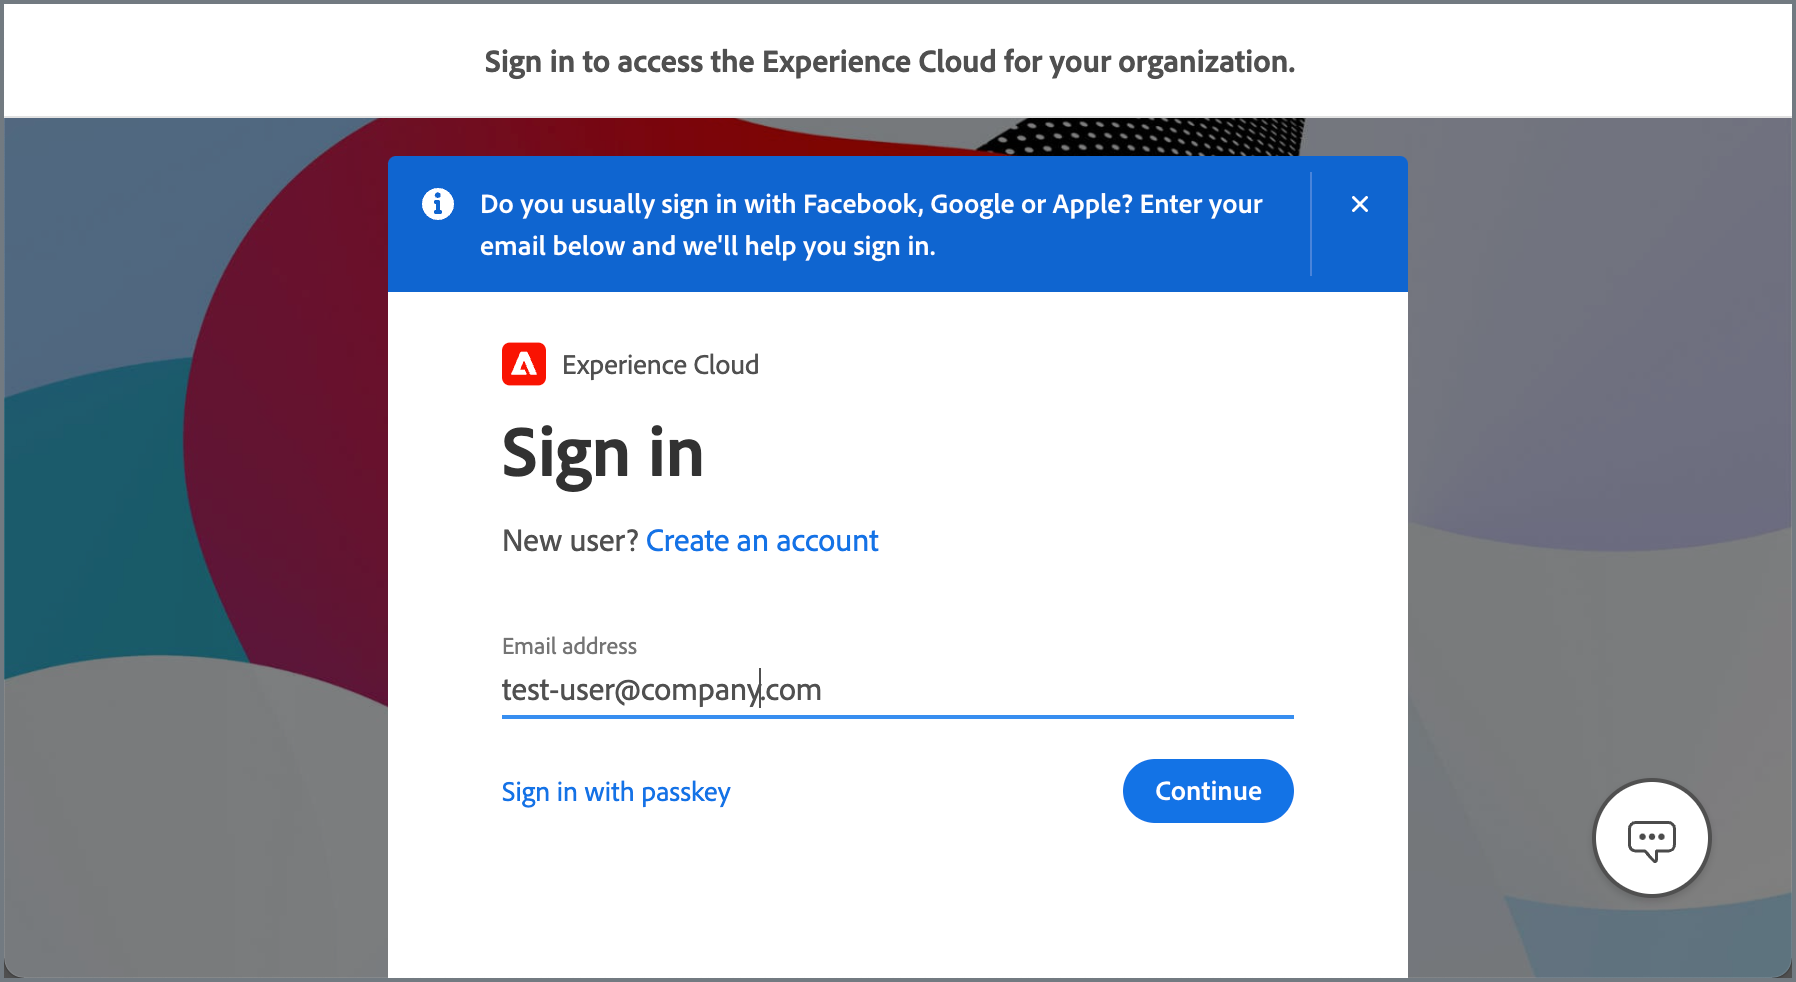 Sign in to access the Experience Cloud for your organization.
Do you usually sign in with Facebook, Google or Apple? Enter your
email below and we'll help you sign in.
Experience Cloud
Sign in
New user? Create an account
Email address
test-user@company.com
Sign in with passkey
Continue